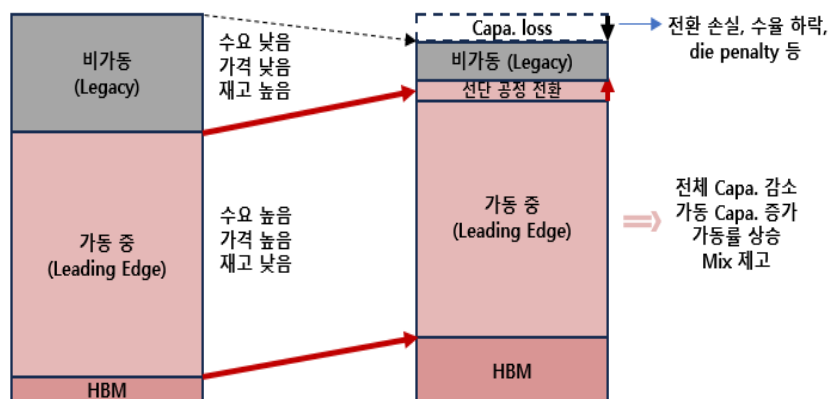 비가동
(Legacy)
수요 낮음
가격 낮음
재고 높음
가동 중
(Leading Edge)
수요 높음
가격 높음
재고 낮음
HBM
Capa. loss
비가동 (Legacy)
선단 공정 전환
가동 중
(Leading Edge)
HBM
전환 손실, 수율 하락,
die penalty 등
전체 Capa. 감소
가동 Capa. 증가
가동률 상승
Mix 제고